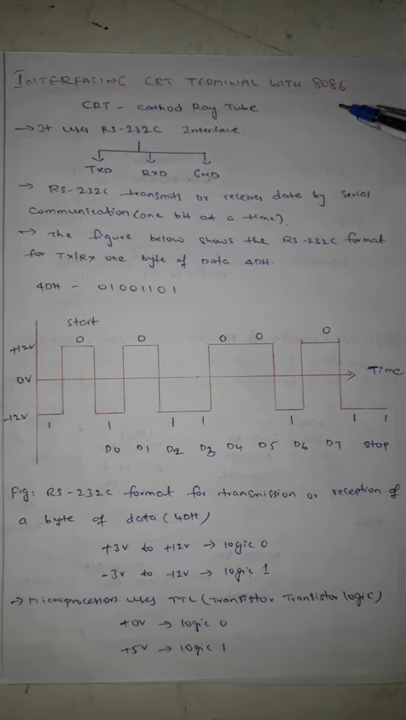 INTERFACING CRT TERMINAL WITH 8086
CRT - Cathod Ray Tube
→ It uses RS-232C Interface.
TXD RXD GND
→ RS-232C transmits or receives data by Serial
Communication (one bit at a time).
→ The figure below shows the RS-232C format
for TX/RX one byte of Data 4DH.
4DH - 01001101
start
0 0 0 0 0
+12V
0V
Time
-12V
1 1 1 1 1 1 1
D0 D1 D2 D3 D4 D5 D6 D7 stop
Fig: RS-232C format for transmission or reception of
a byte of data (4DH)
+3V to +12V → logic 0
-3V to -12V → logic 1
→ Microprocessors uses TTL (Transistor Transistor logic)
+0V → logic 0
+5V → logic 1